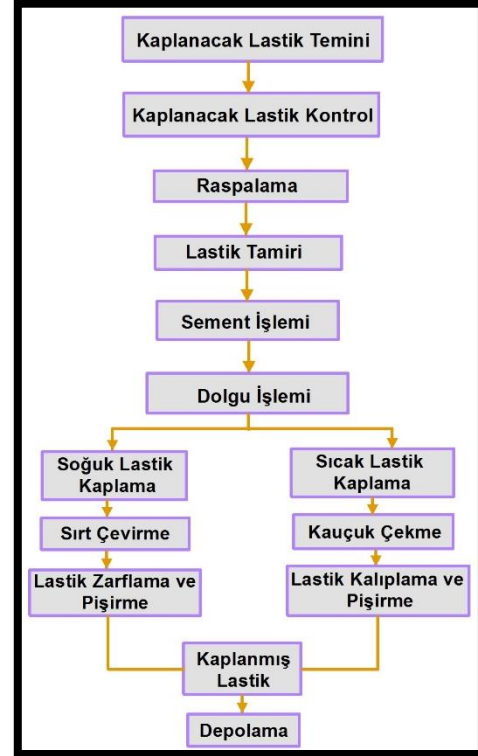 Kaplanacak Lastik Temini
Kaplanacak Lastik Kontrol
Raspalama
Lastik Tamiri
Sement İşlemi
Dolgu İşlemi
Soğuk Lastik
Kaplama
Sırt Çevirme
Lastik Zarflama ve
Pişirme
Sıcak Lastik
Kaplama
Kauçuk Çekme
Lastik Kalıplama ve
Pişirme
Kaplanmış
Lastik
Depolama